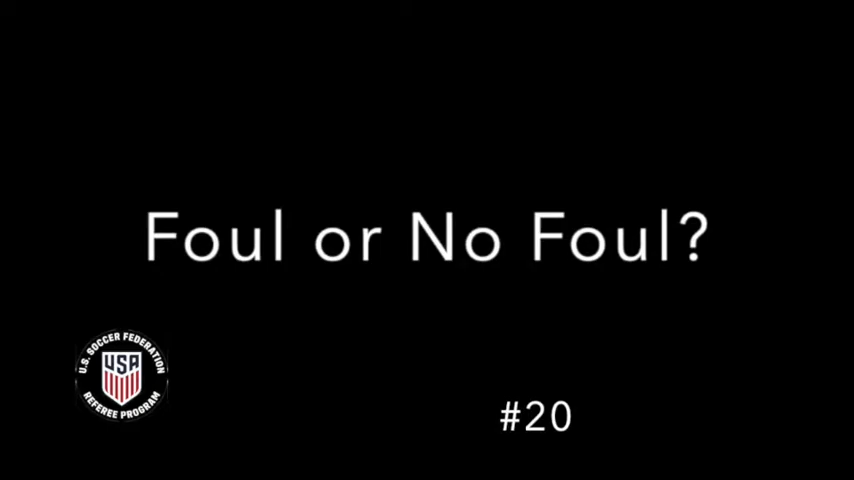 Foul or No Foul?
U.S. SOCCER FEDERATION
USA
REFEREE PROGRAM
#20